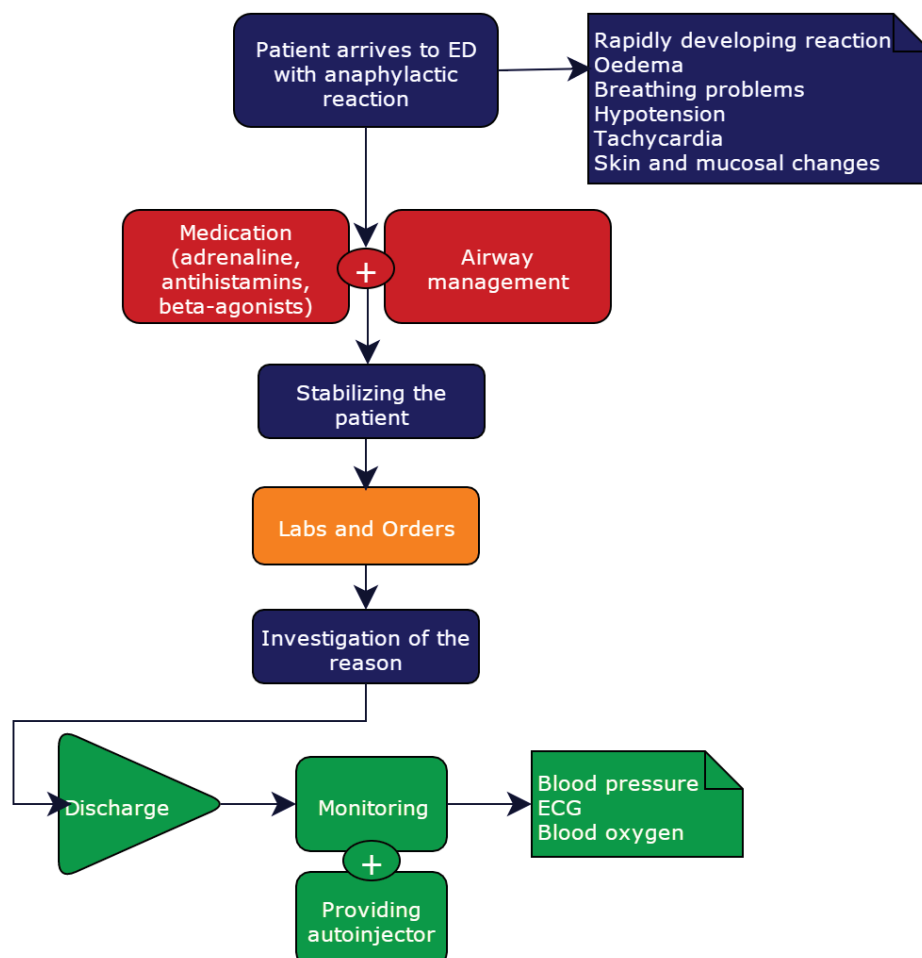 Patient arrives to ED
with anaphylactic
reaction
Rapidly developing reaction
Oedema
Breathing problems
Hypotension
Tachycardia
Skin and mucosal changes
Medication
(adrenaline,
antihistamins,
beta-agonists)
+
Airway
management
Stabilizing the
patient
Labs and Orders
Investigation of the
reason
Discharge
Monitoring
Blood pressure
ECG
Blood oxygen
+
Providing
autoinjector